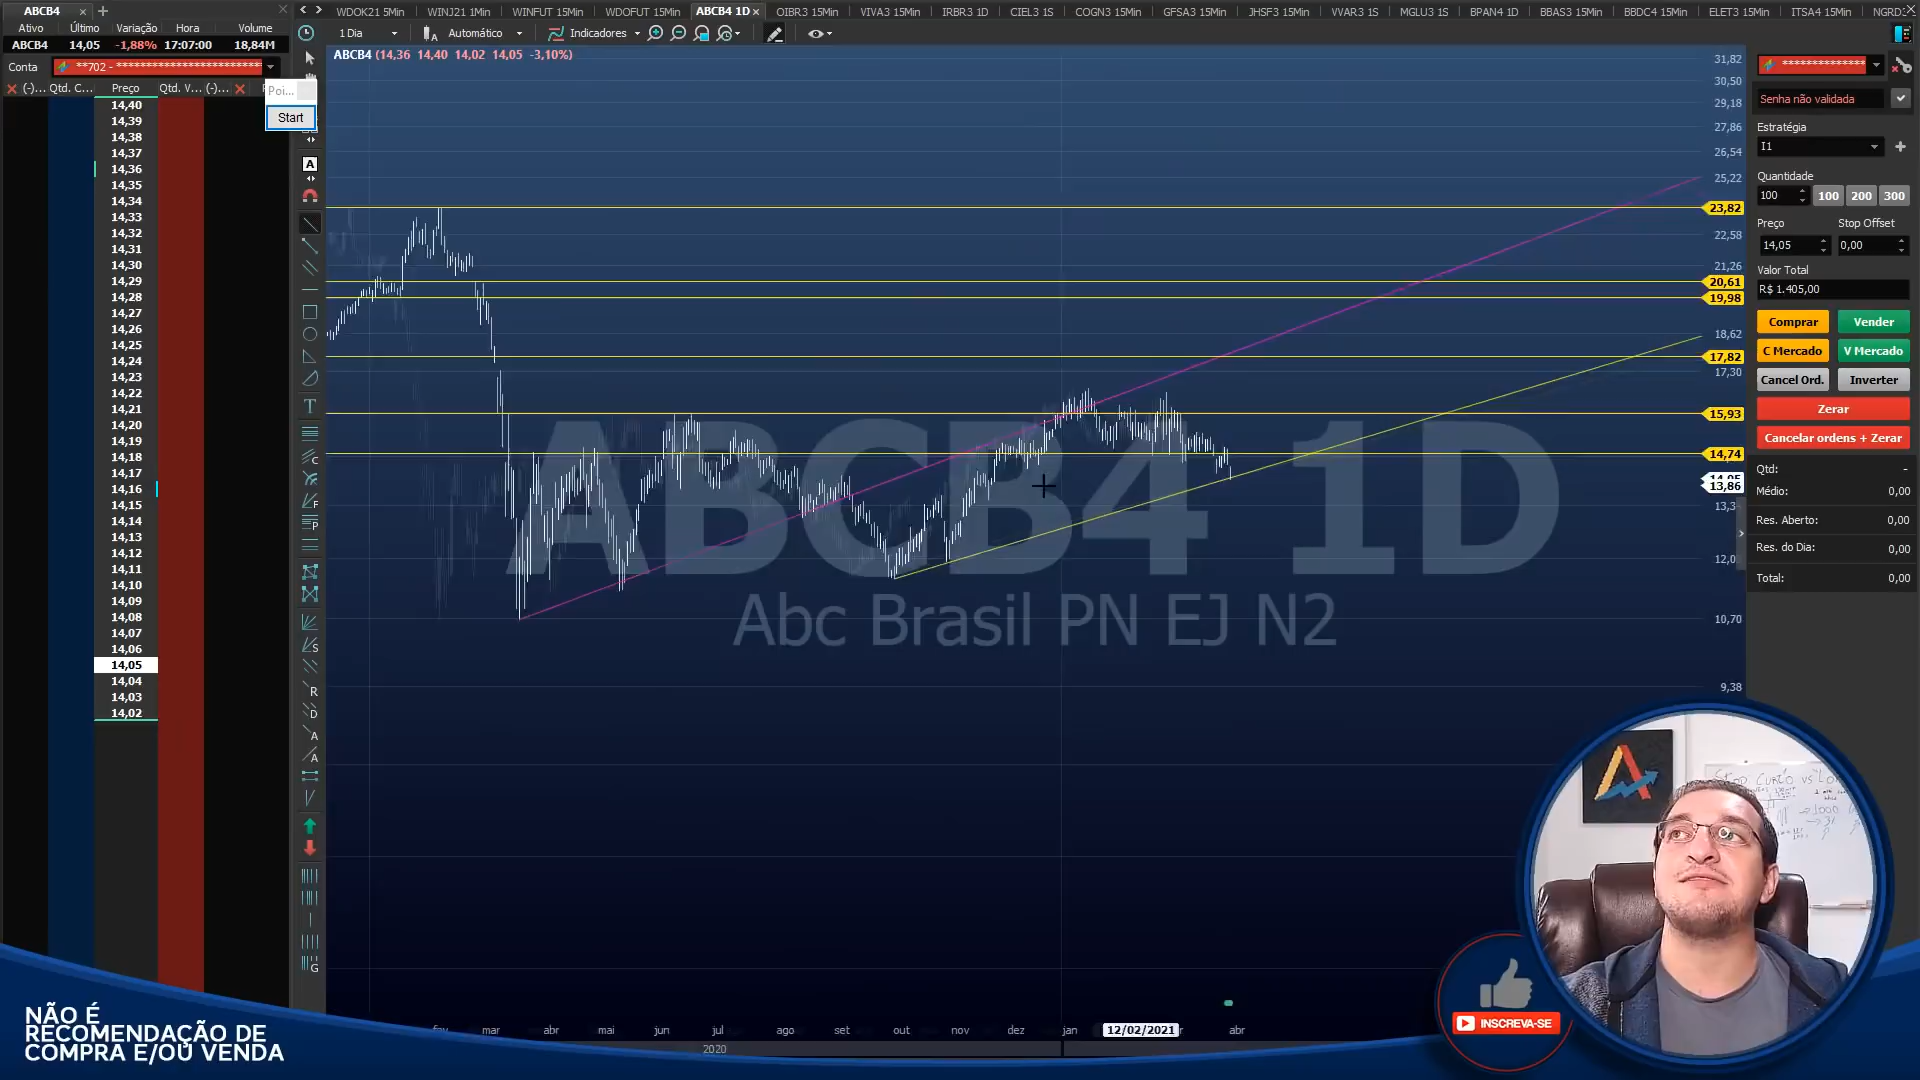 ABCB4
Ativo Último Variação Hora Volume
ABCB4 14,05 -1,88% 17:07:00 18,84M
Conta **702 - **************************
(-)... Qtd. C... Preço Qtd. V... (-)...
Poi...
Start
14,40
14,39
14,38
14,37
14,36
14,35
14,34
14,33
14,32
14,31
14,30
14,29
14,28
14,27
14,26
14,25
14,24
14,23
14,22
14,21
14,20
14,19
14,18
14,17
14,16
14,15
14,14
14,13
14,12
14,11
14,10
14,09
14,08
14,07
14,06
14,05
14,04
14,03
14,02
WDOK21 5Min WINJ21 1Min WINFUT 15Min WDOFUT 15Min ABCB4 1D OIBR3 15Min VIVA3 15Min IRBR3 1D CIEL3 1S COGN3 15Min GFSA3 15Min JHSF3 15Min VVAR3 1S MGLU3 1S BPAN4 1D BBAS3 15Min BBDC4 15Min ELET3 15Min ITSA4 15Min
1 Dia Automático Indicadores
ABCB4 (14,36 14,40 14,02 14,05 -3,10%)
31,82
30,50
29,18
27,86
26,54
25,22
23,82
22,58
21,26
20,61
19,98
18,62
17,82
17,30
15,93
14,74
13,86
10,70
9,38
ABCB4 1D
Abc Brasil PN EJ N2
mar abr mai jun jul ago set out nov dez jan 12/02/2021 abr
2020
Senha não validada
Estratégia
I1
Quantidade
100 100 200 300
Preço Stop Offset
14,05 0,00
Valor Total
R$ 1.405,00
Comprar Vender
C Mercado V Mercado
Cancel Ord. Inverter
Zerar
Cancelar ordens + Zerar
Qtd: -
Médio: 0,00
Res. Aberto: 0,00
Res. do Dia: 0,00
Total: 0,00
NÃO É
RECOMENDAÇÃO DE
COMPRA E/OU VENDA
INSCREVA-SE